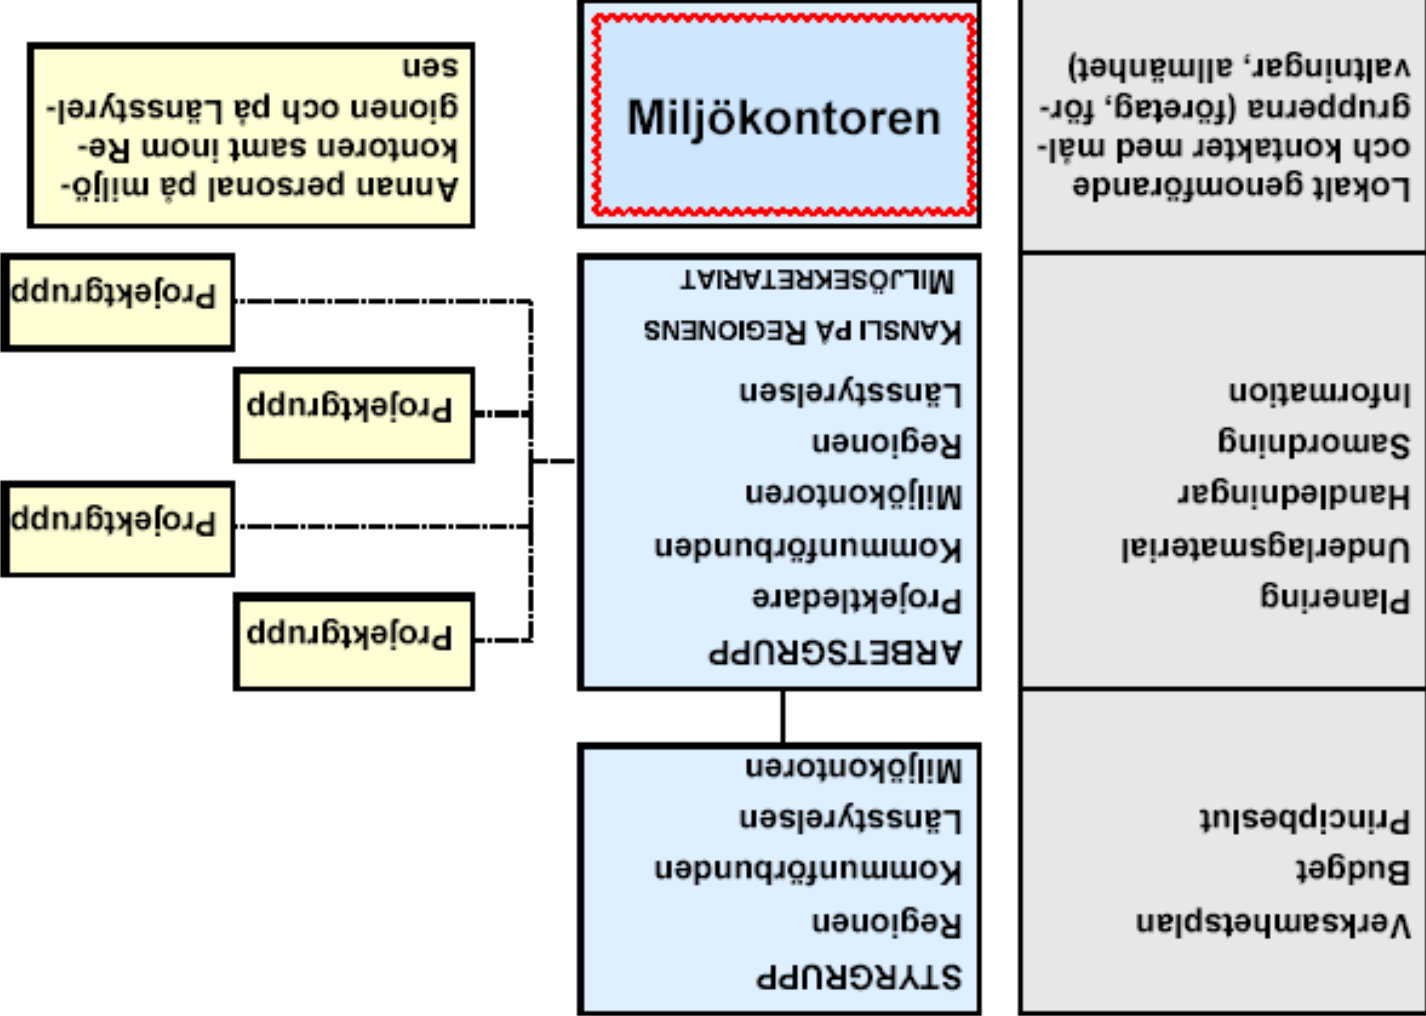 Verksamhetsplan
Budget
Principbeslut
Planering
Underlagsmaterial
Handledningar
Samordning
Information
Lokalt genomförande
och kontakter med mål-
grupperna (företag, för-
valtningar, allmänhet)
STYRGRUPP
Regionen
Kommunförbunden
Länsstyrelsen
Miljökontoren
ARBETSGRUPP
Projektledare
Kommunförbunden
Miljökontoren
Regionen
Länsstyrelsen
KANSLI PÅ REGIONENS
MILJÖSEKRETARIAT
Miljökontoren
Projektgrupp
Projektgrupp
Projektgrupp
Projektgrupp
Annan personal på miljö-
kontoren samt inom Re-
gionen och på Länsstyrel-
sen